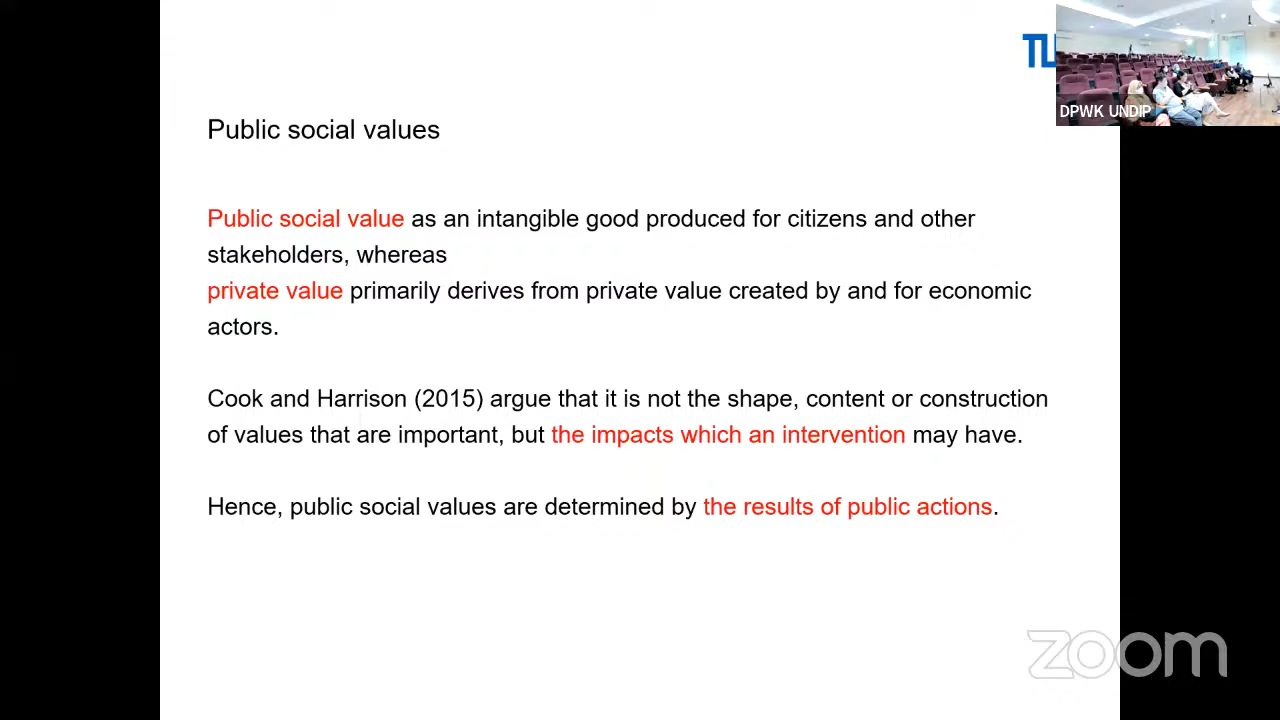 TU
DPWK UNDIP
Public social values
Public social value as an intangible good produced for citizens and other
stakeholders, whereas
private value primarily derives from private value created by and for economic
actors.
Cook and Harrison (2015) argue that it is not the shape, content or construction
of values that are important, but the impacts which an intervention may have.
Hence, public social values are determined by the results of public actions.
zoom